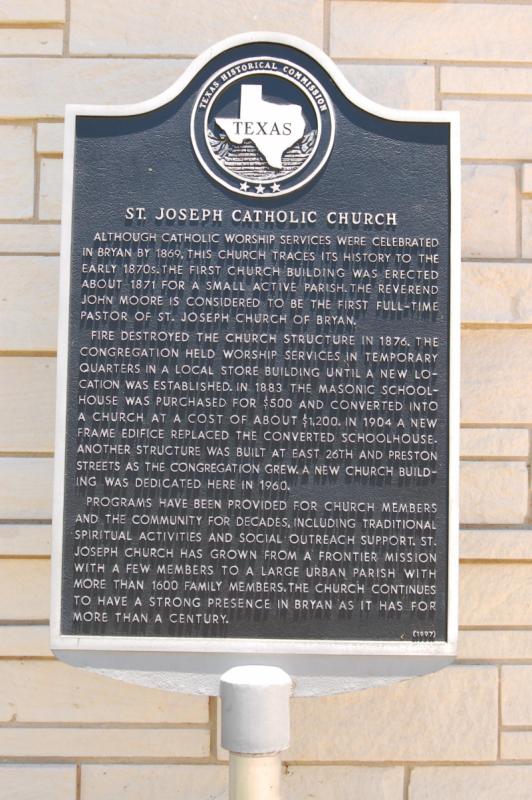 TEXAS HISTORICAL COMMISSION
TEXAS
ST. JOSEPH CATHOLIC CHURCH
ALTHOUGH CATHOLIC WORSHIP SERVICES WERE CELEBRATED
IN BRYAN BY 1869, THIS CHURCH TRACES ITS HISTORY TO THE
EARLY 1870S. THE FIRST CHURCH BUILDING WAS ERECTED
ABOUT 1871 FOR A SMALL ACTIVE PARISH. THE REVEREND
JOHN MOORE IS CONSIDERED TO BE THE FIRST FULL-TIME
PASTOR OF ST. JOSEPH CHURCH OF BRYAN.
FIRE DESTROYED THE CHURCH STRUCTURE IN 1876. THE
CONGREGATION HELD WORSHIP SERVICES IN TEMPORARY
QUARTERS IN A LOCAL STORE BUILDING UNTIL A NEW LO-
CATION WAS ESTABLISHED. IN 1883 THE MASONIC SCHOOL-
HOUSE WAS PURCHASED FOR $500 AND CONVERTED INTO
A CHURCH AT A COST OF ABOUT $1,200. IN 1904 A NEW
FRAME EDIFICE REPLACED THE CONVERTED SCHOOLHOUSE.
ANOTHER STRUCTURE WAS BUILT AT EAST 26TH AND PRESTON
STREETS AS THE CONGREGATION GREW. A NEW CHURCH BUILD-
ING WAS DEDICATED HERE IN 1960.
PROGRAMS HAVE BEEN PROVIDED FOR CHURCH MEMBERS
AND THE COMMUNITY FOR DECADES, INCLUDING TRADITIONAL
SPIRITUAL ACTIVITIES AND SOCIAL OUTREACH SUPPORT. ST.
JOSEPH CHURCH HAS GROWN FROM A FRONTIER MISSION
WITH A FEW MEMBERS TO A LARGE URBAN PARISH WITH
MORE THAN 1600 FAMILY MEMBERS. THE CHURCH CONTINUES
TO HAVE A STRONG PRESENCE IN BRYAN AS IT HAS FOR
MORE THAN A CENTURY.
(1997)